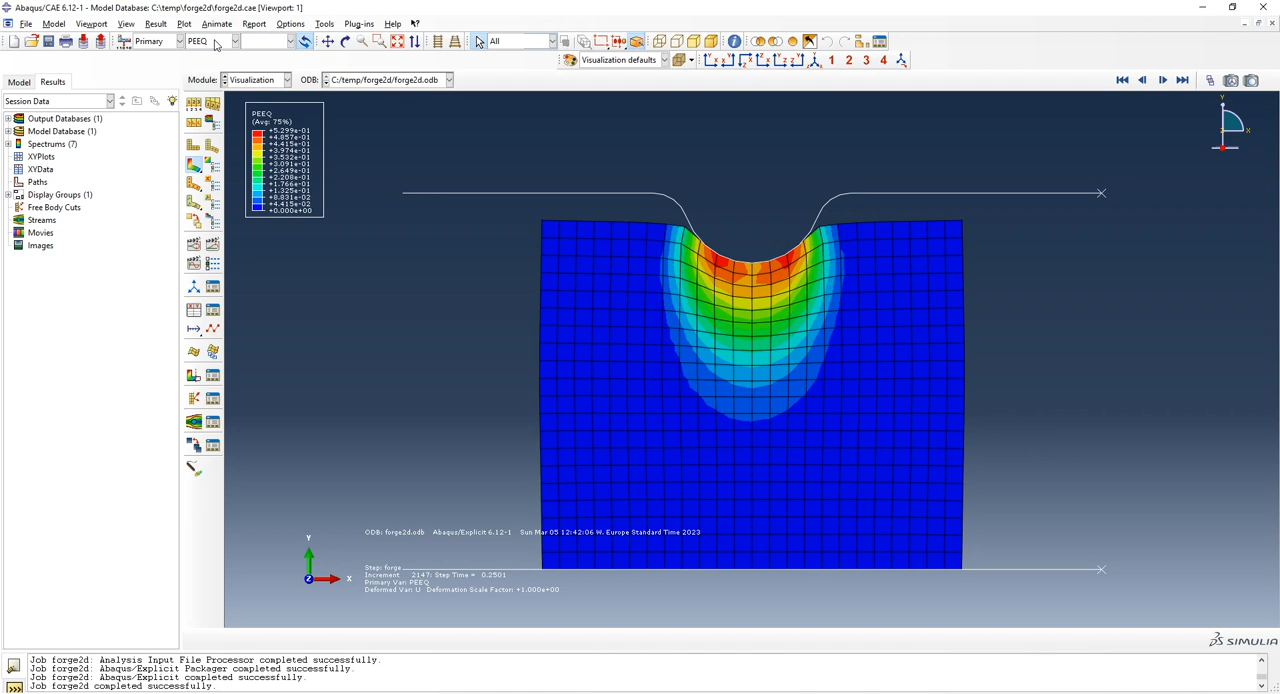 Abaqus/CAE 6.12-1 - Model Database: C:\temp\forge2d\forge2d.cae [Viewport: 1]
File Model Viewport View Result Plot Animate Report Options Tools Plug-ins Help
Primary PEEQ All
Visualization defaults 1 2 3 4
Model Results Module: Visualization ODB: C:/temp/forge2d/forge2d.odb
Session Data
Output Databases (1)
Model Database (1)
Spectrums (7)
XYPlots
XYData
Paths
Display Groups (1)
Free Body Cuts
Streams
Movies
Images
PEEQ
(Avg: 75%)
+5.299e-01
+4.857e-01
+4.415e-01
+3.974e-01
+3.532e-01
+3.091e-01
+2.649e-01
+2.208e-01
+1.766e-01
+1.325e-01
+8.831e-02
+4.415e-02
+0.000e+00
Y
X
Z
ODB: forge2d.odb Abaqus/Explicit 6.12-1 Sun Mar 05 12:42:06 W. Europe Standard Time 2023
Y
Z X
Step: forge
Increment 2147: Step Time = 0.2501
Primary Var: PEEQ
Deformed Var: U Deformation Scale Factor: +1.000e+00
SIMULIA
Job forge2d: Analysis Input File Processor completed successfully.
Job forge2d: Abaqus/Explicit Packager completed successfully.
Job forge2d: Abaqus/Explicit completed successfully.
Job forge2d completed successfully.
>>>